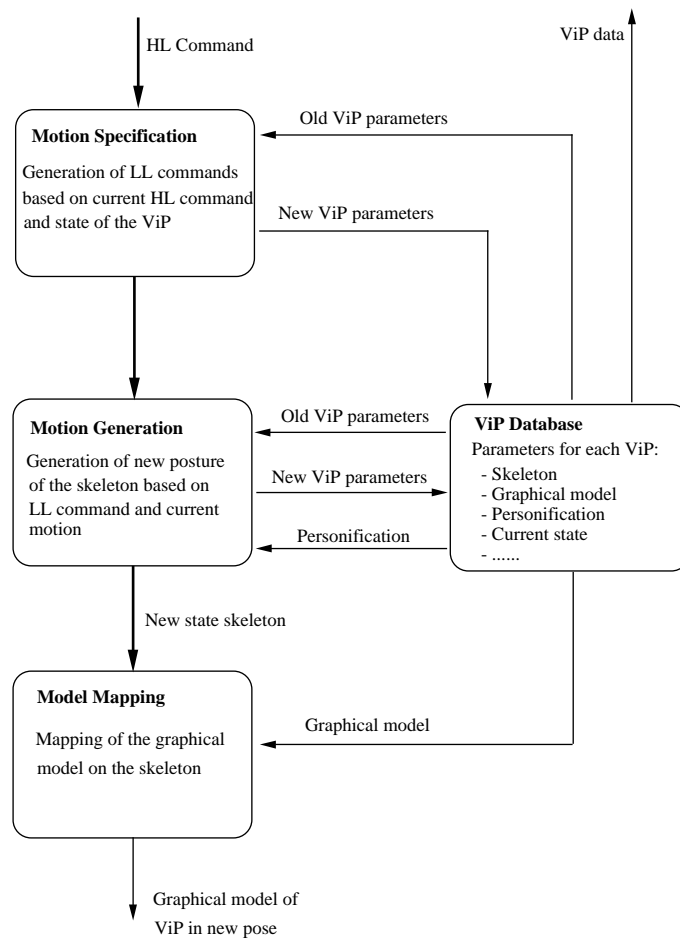 HL Command
ViP data
Motion Specification
Generation of LL commands
based on current HL command
and state of the ViP
Old ViP parameters
New ViP parameters
Motion Generation
Generation of new posture
of the skeleton based on
LL command and current
motion
Old ViP parameters
New ViP parameters
Personification
ViP Database
Parameters for each ViP:
- Skeleton
- Graphical model
- Personification
- Current state
- ......
New state skeleton
Model Mapping
Mapping of the graphical
model on the skeleton
Graphical model
Graphical model of
ViP in new pose